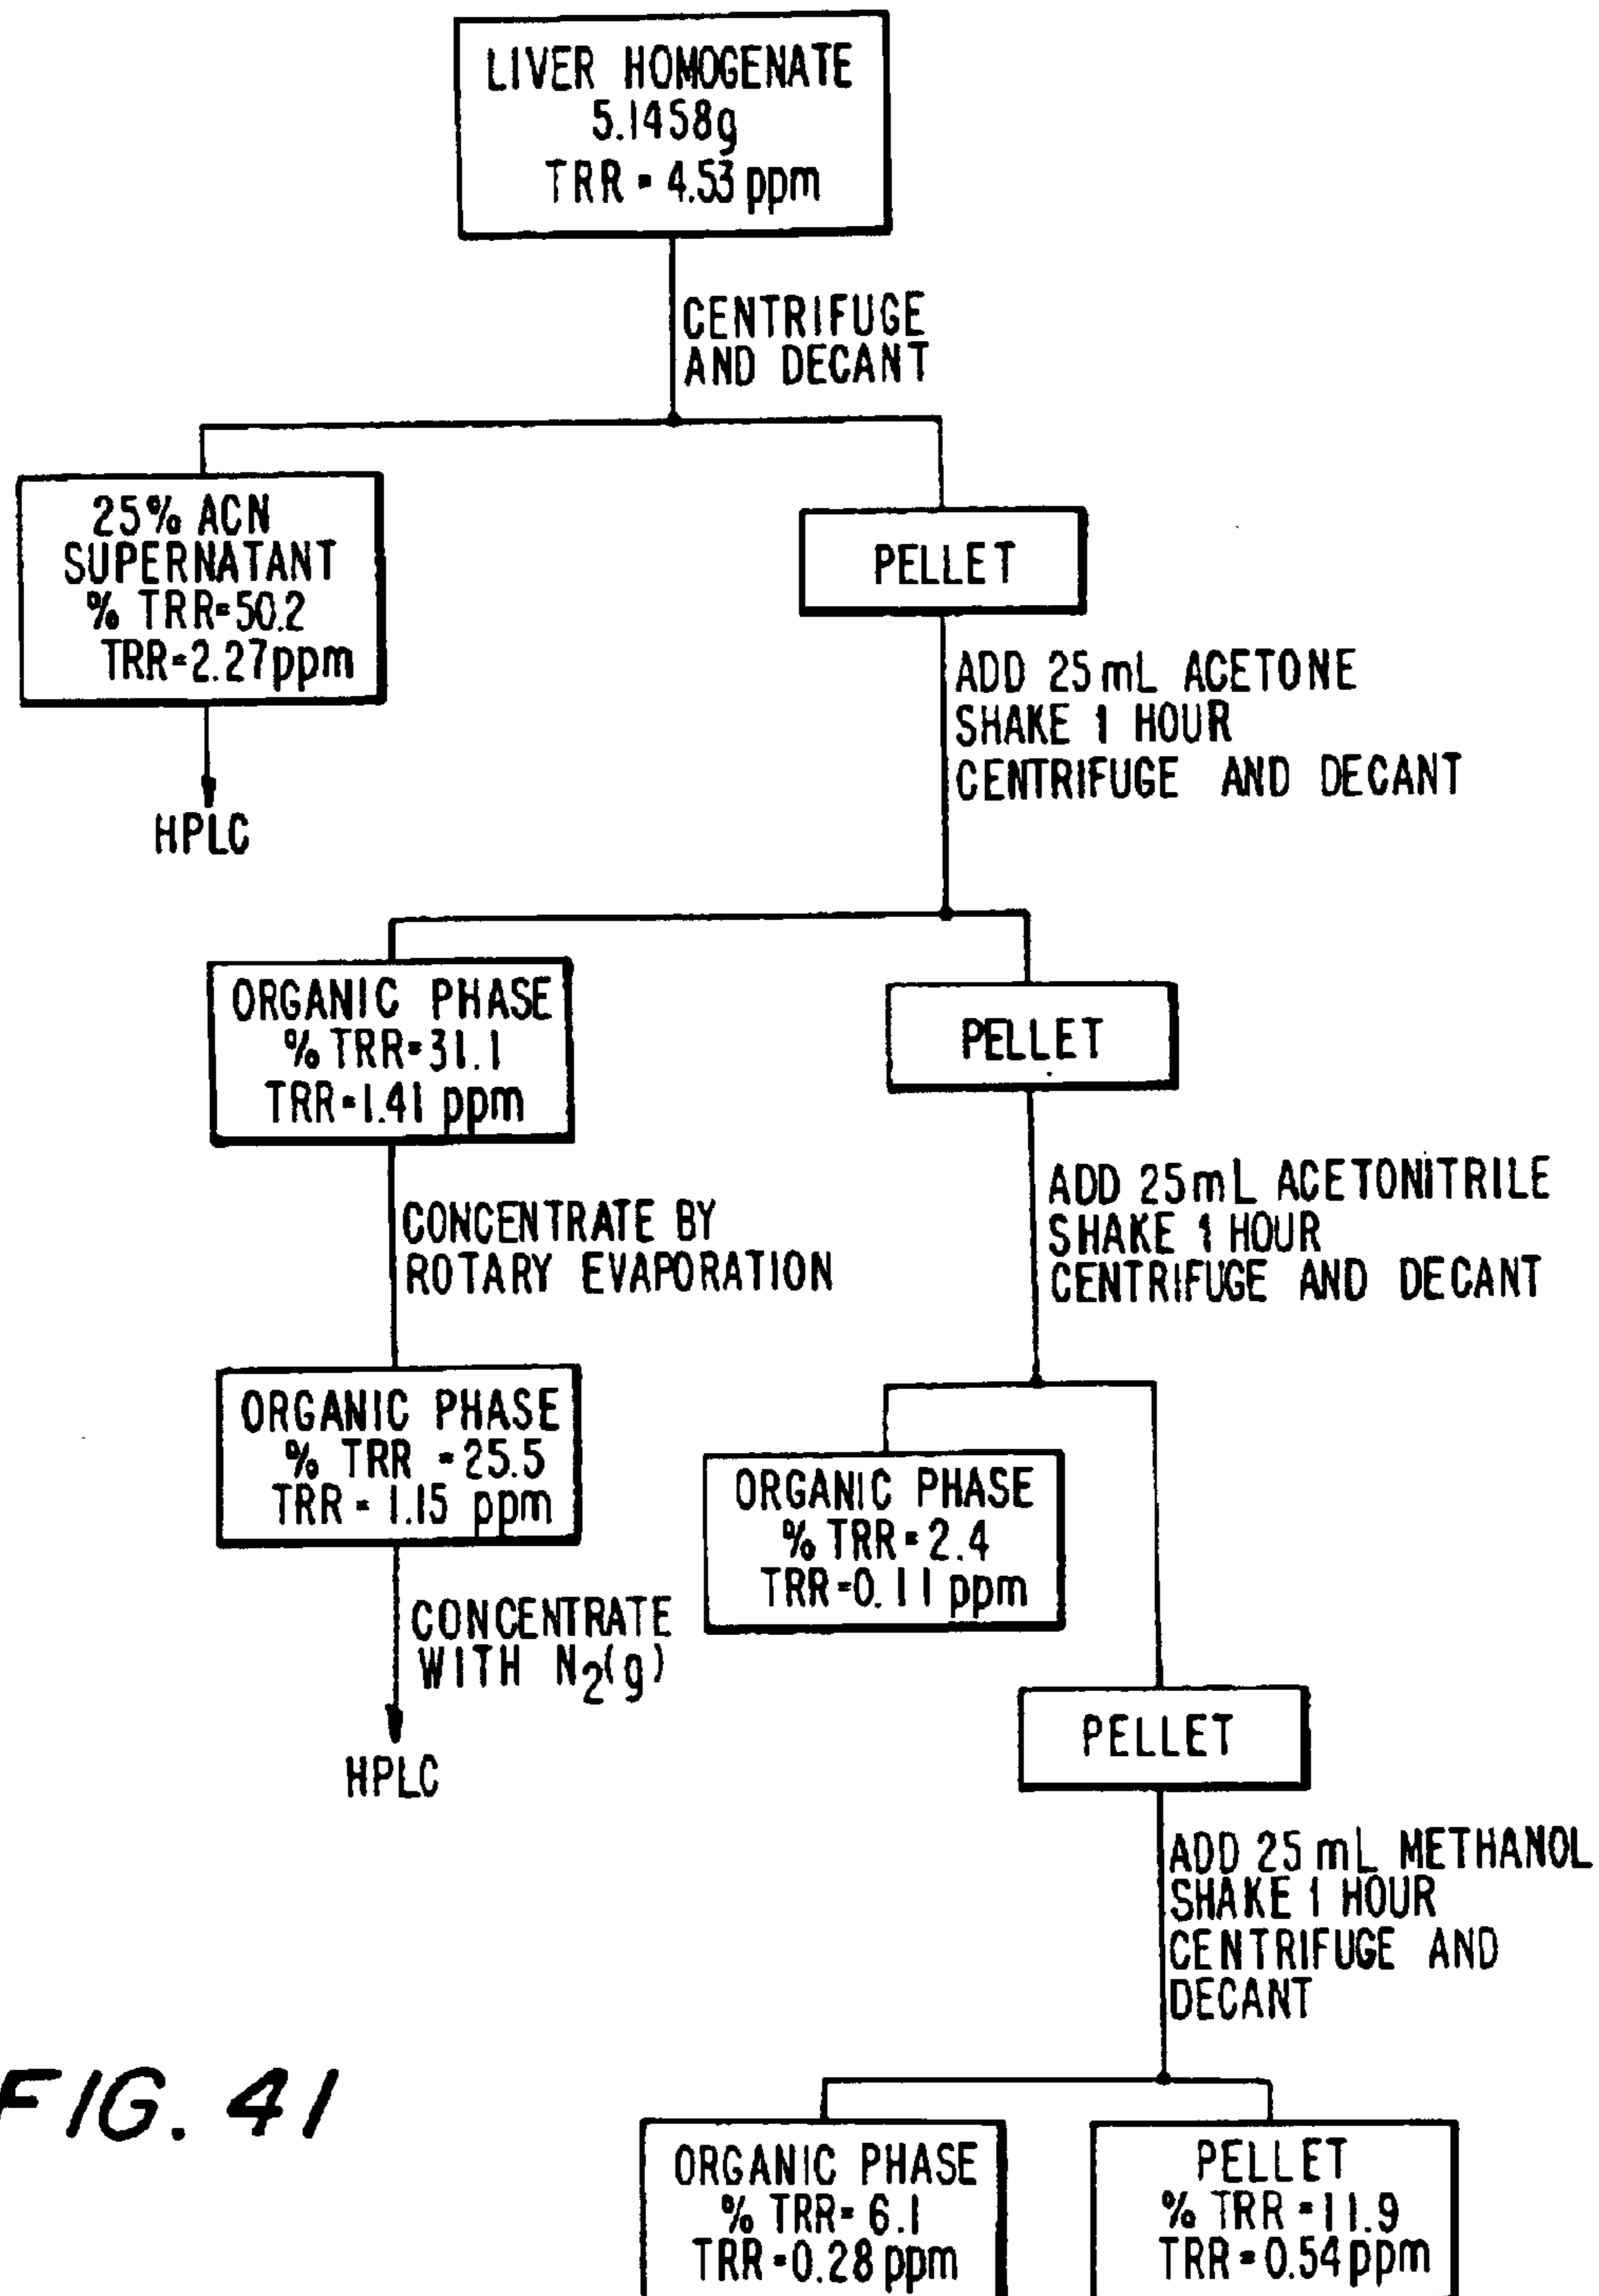 LIVER HOMOGENATE
5.1458g
TRR = 4.53 ppm
CENTRIFUGE
AND DECANT
25% ACN
SUPERNATANT
% TRR=50.2
TRR=2.27ppm
HPLC
PELLET
ADD 25mL ACETONE
SHAKE 1 HOUR
CENTRIFUGE AND DECANT
ORGANIC PHASE
% TRR=31.1
TRR=1.41 ppm
PELLET
CONCENTRATE BY
ROTARY EVAPORATION
ADD 25mL ACETONITRILE
SHAKE 1 HOUR
CENTRIFUGE AND DECANT
ORGANIC PHASE
% TRR =25.5
TRR = 1.15 ppm
CONCENTRATE
WITH N2(g)
HPLC
ORGANIC PHASE
% TRR=2.4
TRR=0.11 ppm
PELLET
ADD 25 mL METHANOL
SHAKE 1 HOUR
CENTRIFUGE AND
DECANT
ORGANIC PHASE
% TRR=6.1
TRR=0.28 ppm
PELLET
% TRR =11.9
TRR=0.54ppm
FIG. 41